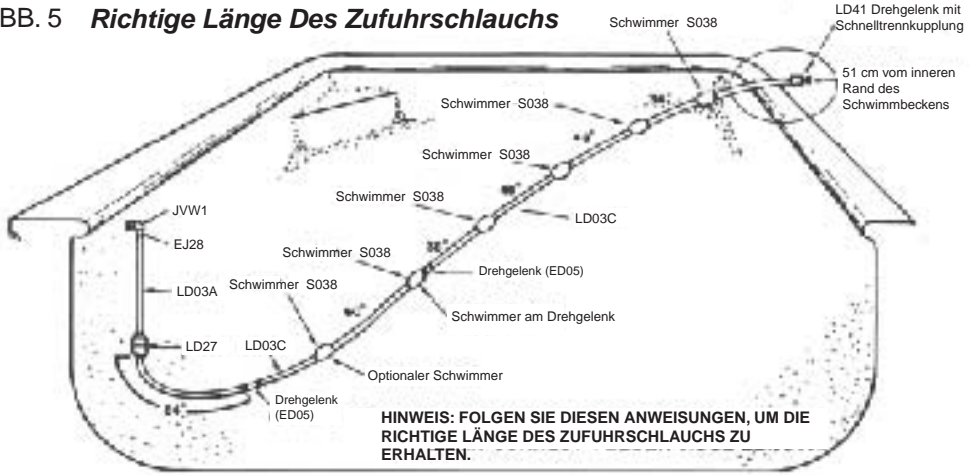 BB. 5 Richtige Länge Des Zufuhrschlauchs
Schwimmer S038
LD41 Drehgelenk mit
Schnelltrennkupplung
51 cm vom inneren
Rand des
Schwimmbeckens
Schwimmer S038
Schwimmer S038
Schwimmer S038
LD03C
JVW1
EJ28
Schwimmer S038
Drehgelenk (ED05)
LD03A
Schwimmer S038
Schwimmer am Drehgelenk
LD27
LD03C
Optionaler Schwimmer
Drehgelenk
(ED05)
HINWEIS: FOLGEN SIE DIESEN ANWEISUNGEN, UM DIE
RICHTIGE LÄNGE DES ZUFUHRSCHLAUCHS ZU
ERHALTEN.